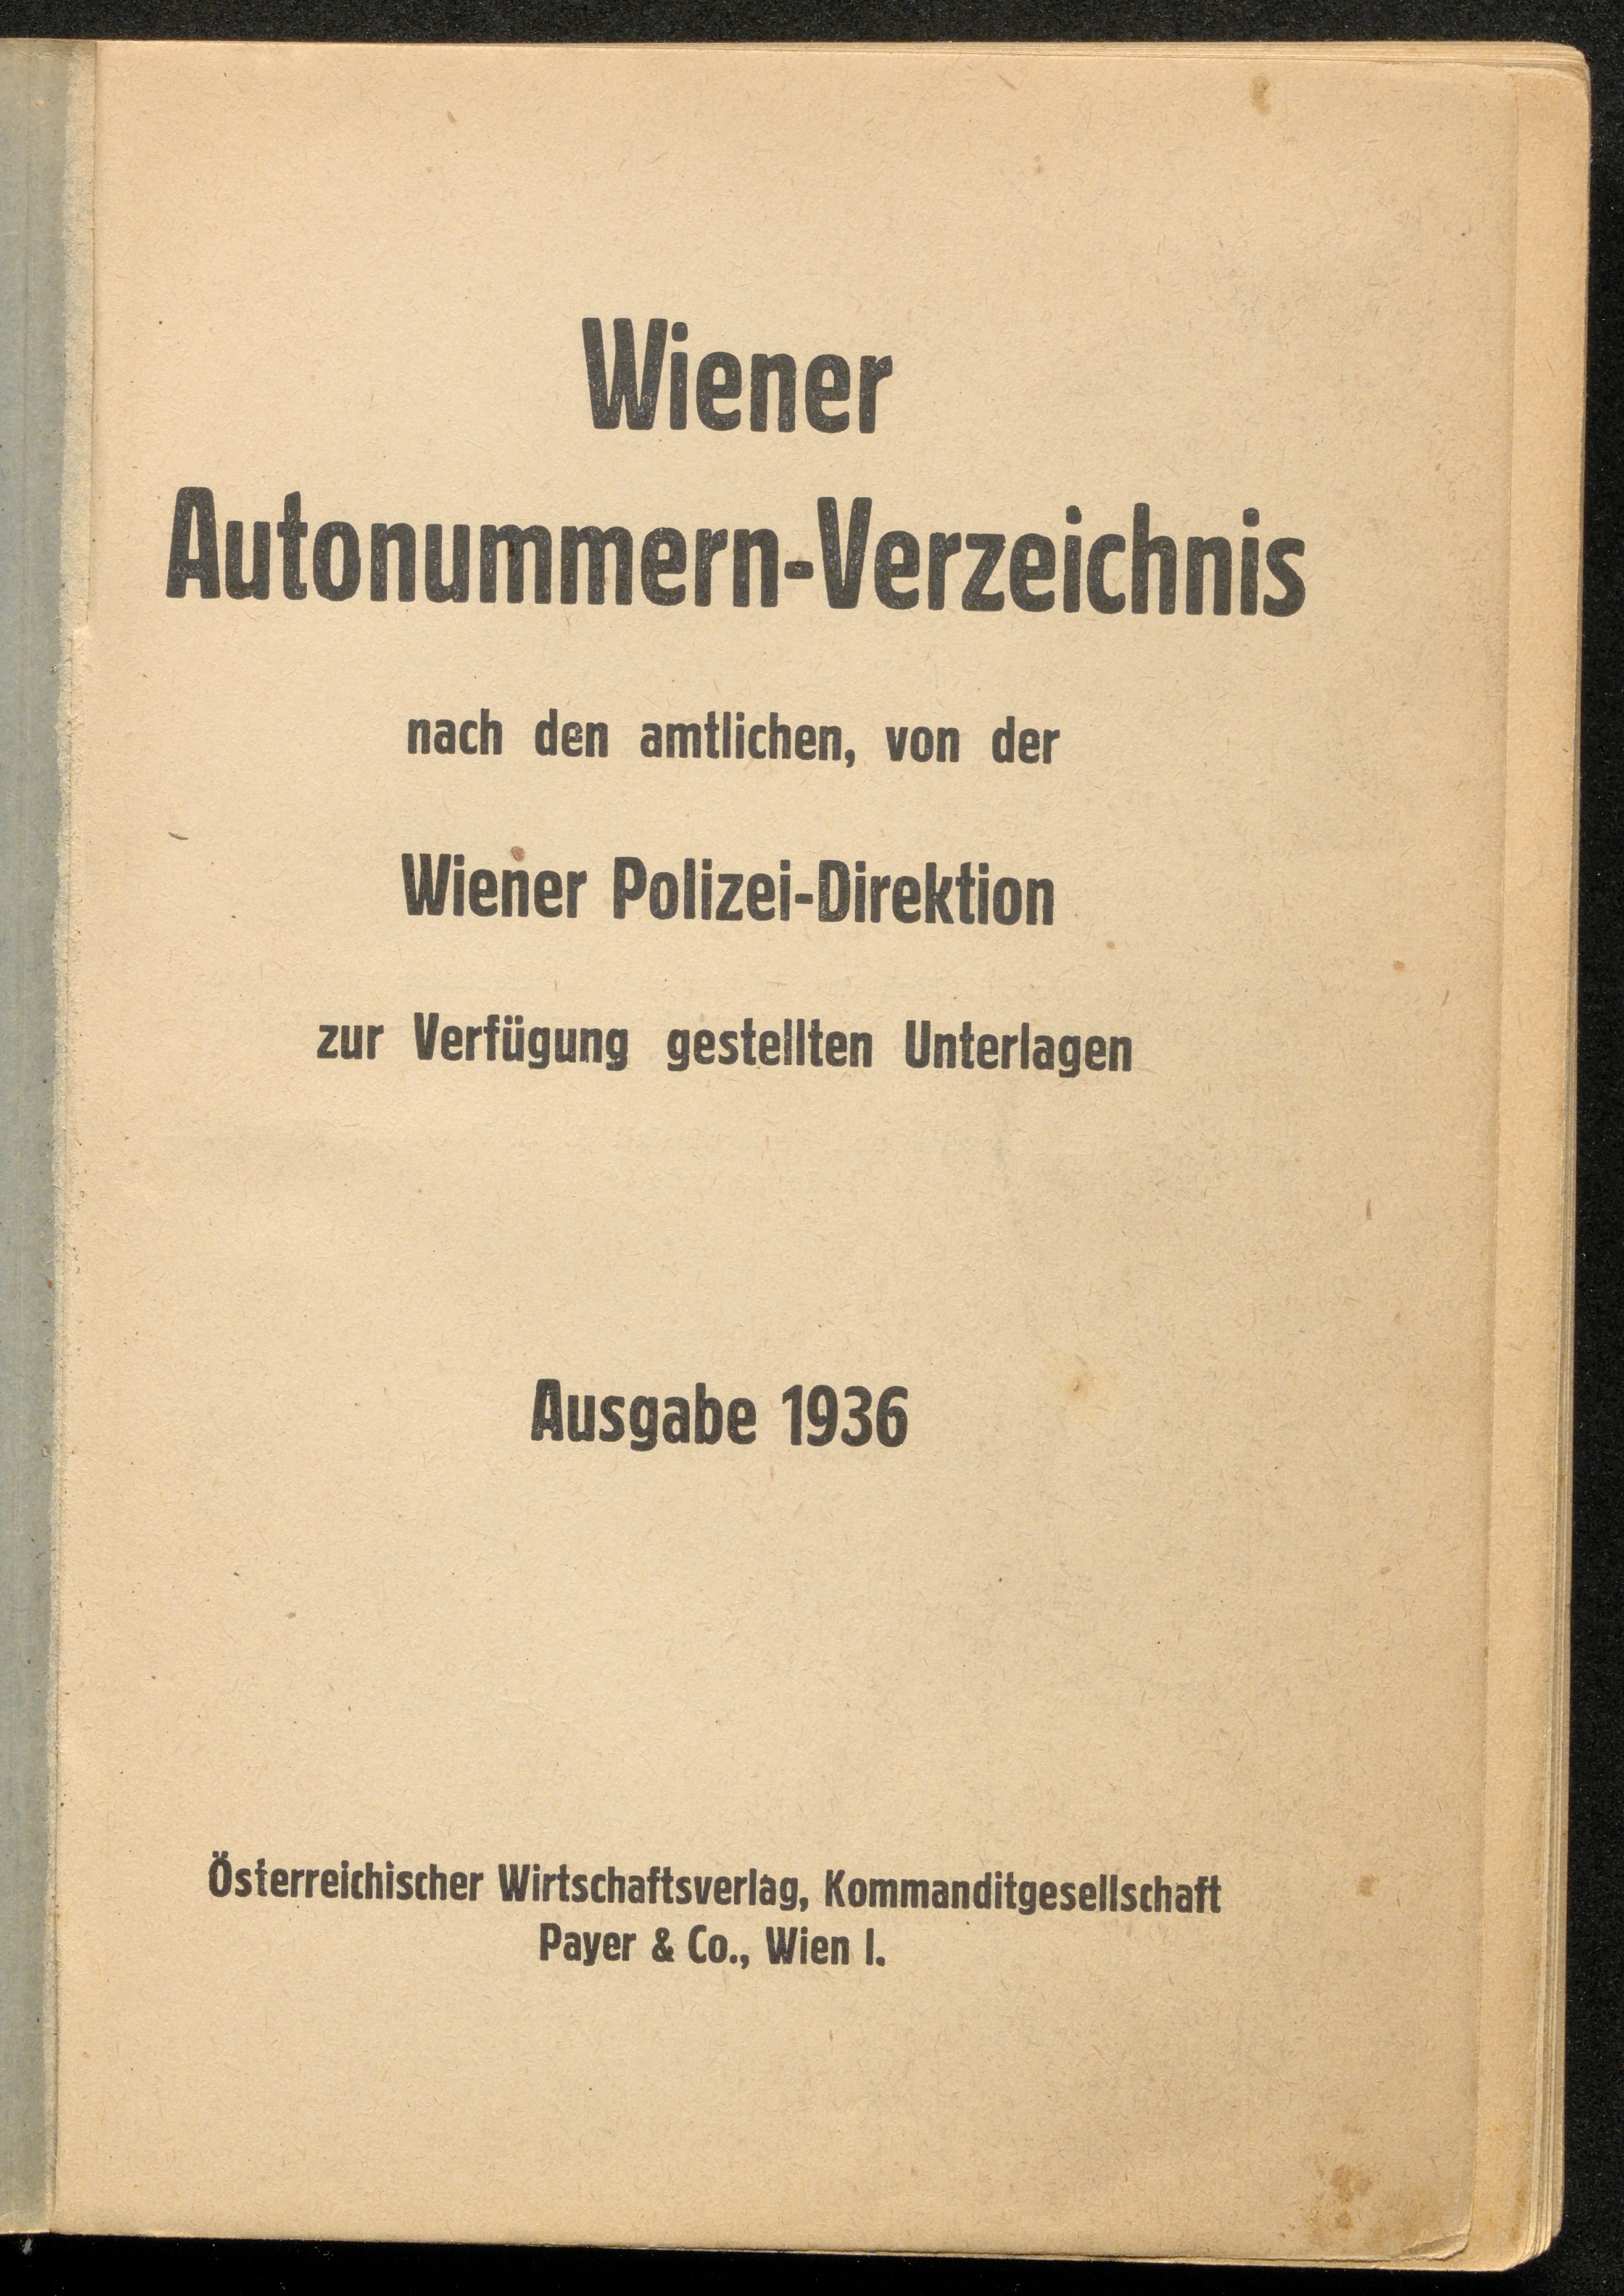 Wiener
Autonummern-Verzeichnis
nach den amtlichen, von der
Wiener Polizei-Direktion
zur Verfügung gestellten Unterlagen
Ausgabe 1936
Österreichischer Wirtschaftsverlag, Kommanditgesellschaft
Payer & Co., Wien I.